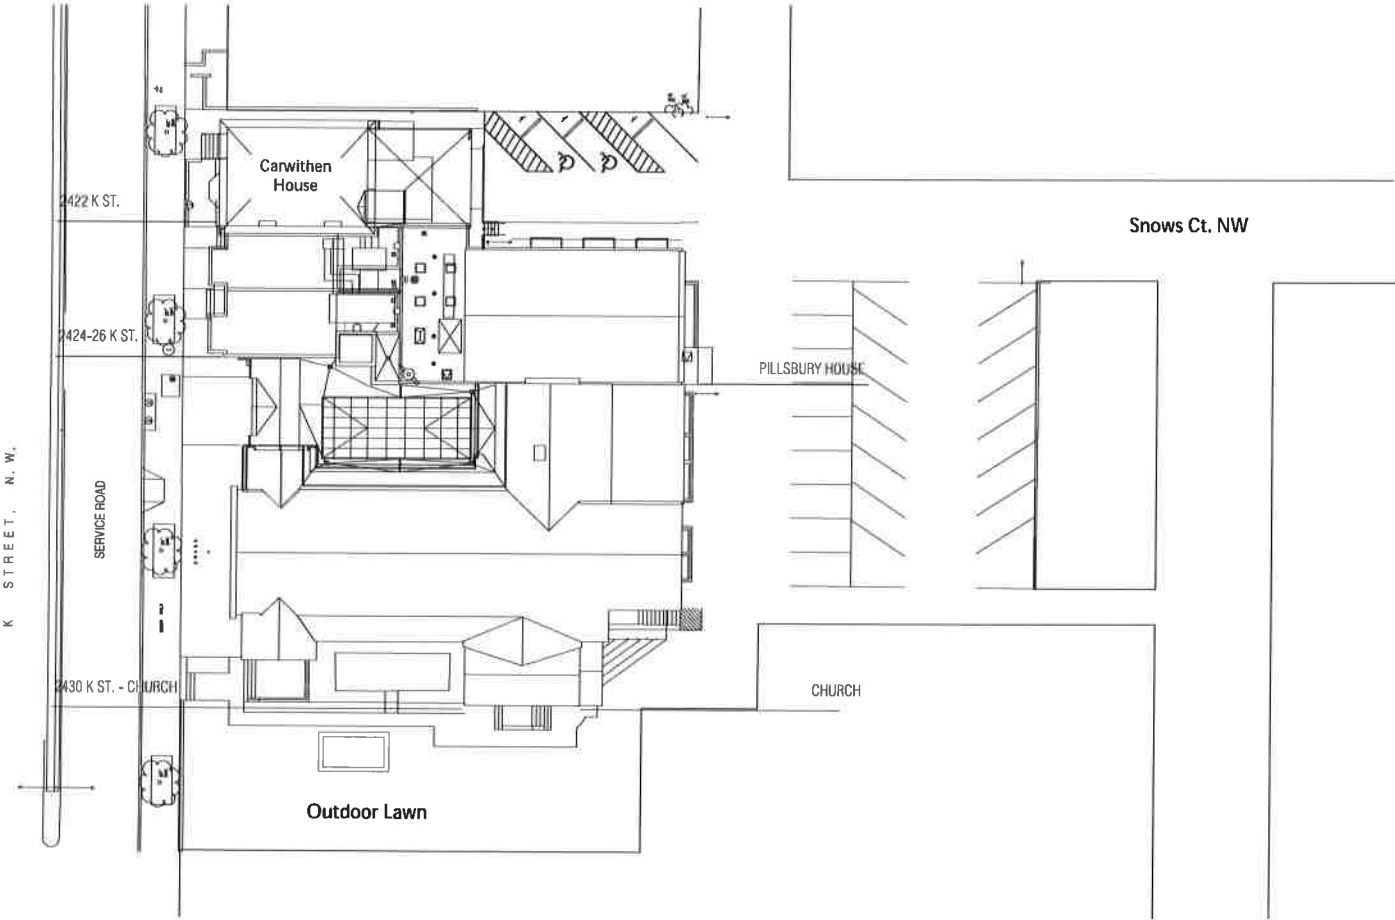 Carwithen
House
2422 K ST.
Snows Ct. NW
2424-26 K ST.
PILLSBURY HOUSE
K STREET, N.W.
SERVICE ROAD
2430 K ST. - CHURCH
CHURCH
Outdoor Lawn